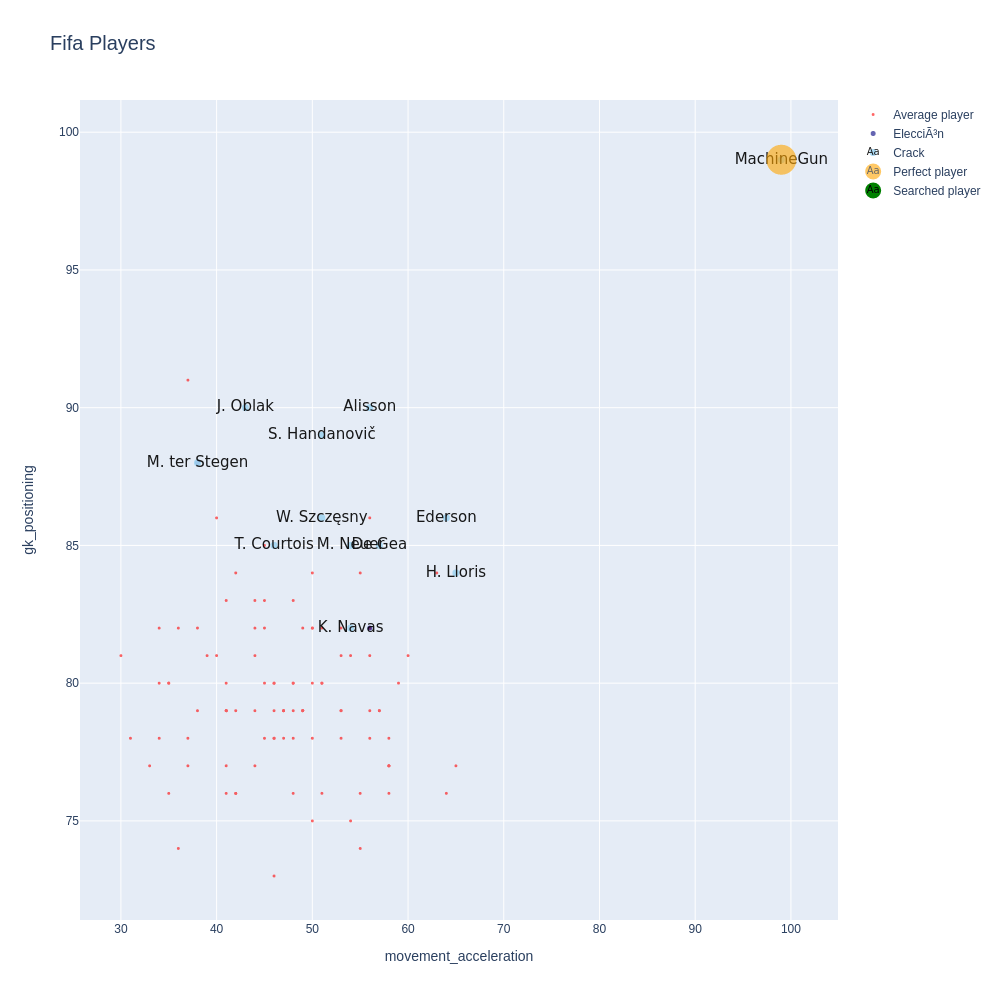 Fifa Players
Average player
ElecciÃ³n
Aa Crack
Aa Perfect player
Aa Searched player
100
95
90
85
80
75
gk_positioning
MachineGun
J. Oblak
Alisson
S. Handanovič
M. ter Stegen
W. Szczęsny
Ederson
T. Courtois
M. Neuer
De Gea
H. Lloris
K. Navas
30 40 50 60 70 80 90 100
movement_acceleration